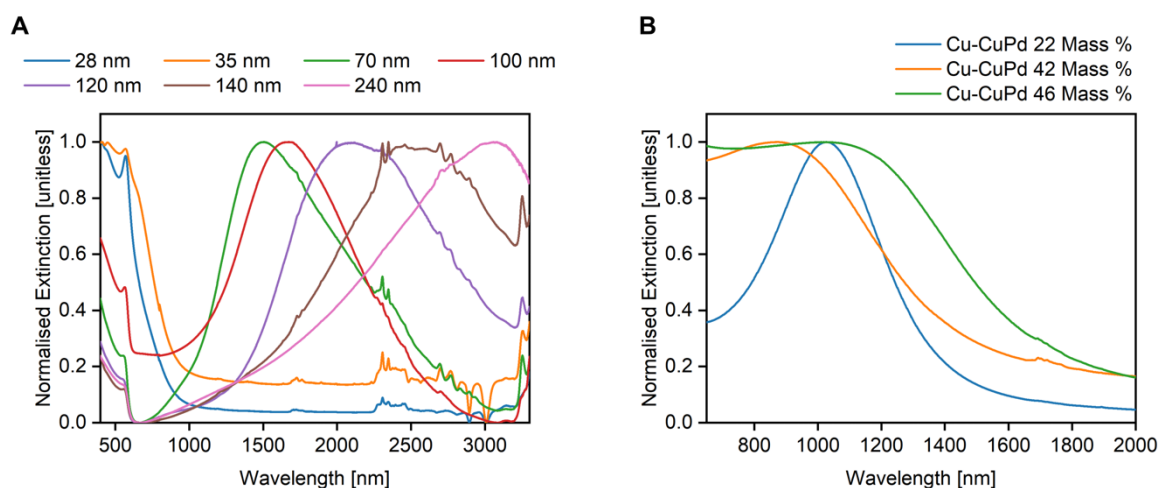 A
28 nm 35 nm 70 nm 100 nm
120 nm 140 nm 240 nm
Normalised Extinction [unitless]
1.0
0.8
0.6
0.4
0.2
0.0
500 1000 1500 2000 2500 3000
Wavelength [nm]
B
Cu-CuPd 22 Mass %
Cu-CuPd 42 Mass %
Cu-CuPd 46 Mass %
Normalised Extinction [unitless]
1.0
0.8
0.6
0.4
0.2
0.0
800 1000 1200 1400 1600 1800 2000
Wavelength [nm]